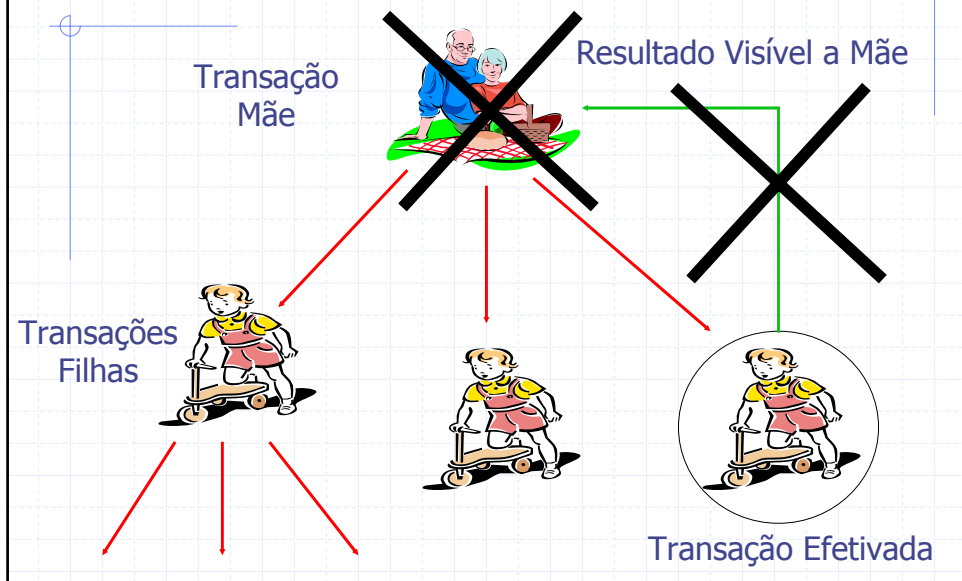 Transação
Mãe
Resultado Visível a Mãe
Transações
Filhas
Transação Efetivada